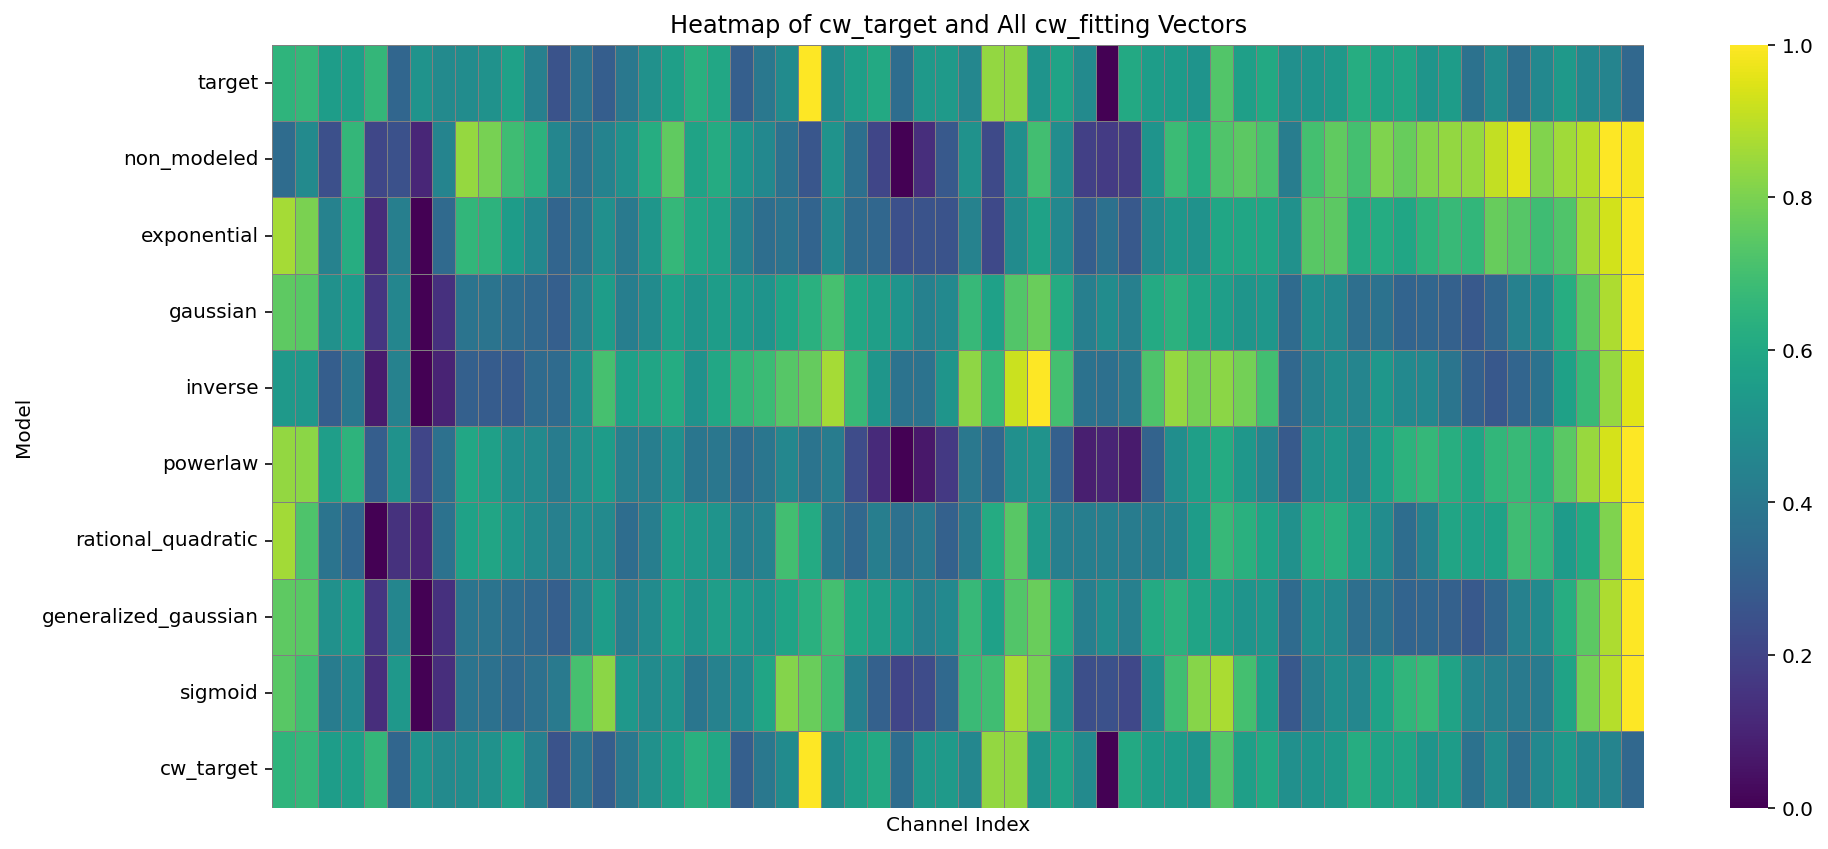 Heatmap of cw_target and All cw_fitting Vectors
Model
target
non_modeled
exponential
gaussian
inverse
powerlaw
rational_quadratic
generalized_gaussian
sigmoid
cw_target
Channel Index
1.0
0.8
0.6
0.4
0.2
0.0